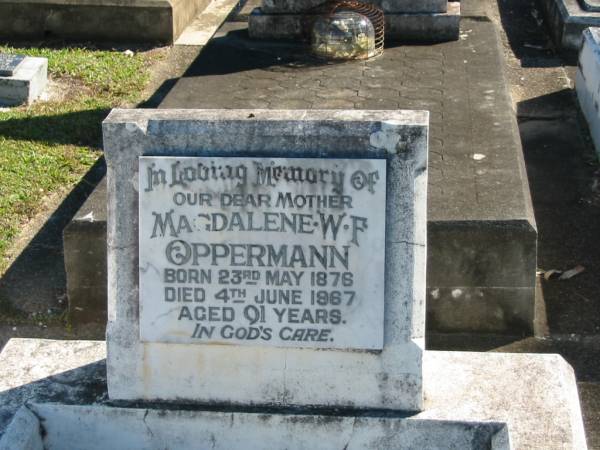 In Loving Memory of
OUR DEAR MOTHER
MAGDALENE·W·F
OPPERMANN
BORN 23RD MAY 1876
DIED 4TH JUNE 1967
AGED 91 YEARS.
IN GOD'S CARE.